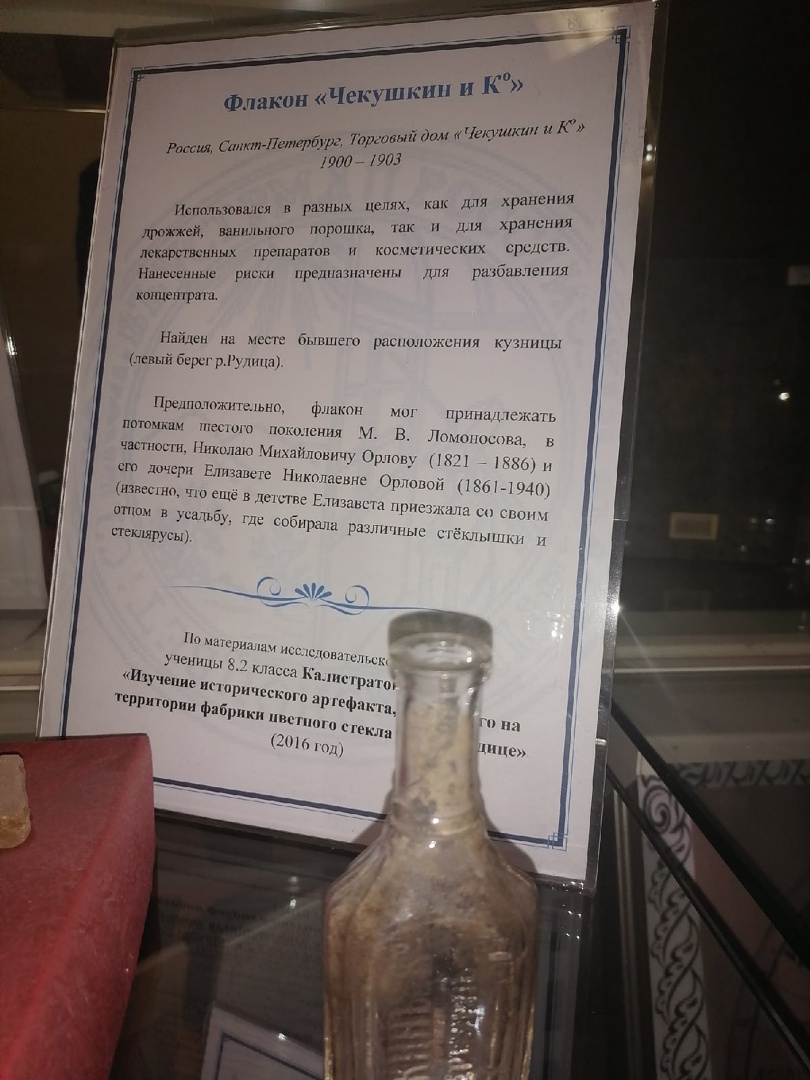 Флакон «Чекушкин и Кº»
Россия, Санкт-Петербург, Торговый дом «Чекушкин и Кº»
1900 – 1903
Использовался в разных целях, как для хранения
дрожжей, ванильного порошка, так и для хранения
лекарственных препаратов и косметических средств.
Нанесенные риски предназначены для разбавления
концентрата.
Найден на месте бывшего расположения кузницы
(левый берег р.Рудица).
Предположительно, флакон мог принадлежать
потомкам шестого поколения М. В. Ломоносова, в
частности, Николаю Михайловичу Орлову (1821 – 1886) и
его дочери Елизавете Николаевне Орловой (1861-1940)
(известно, что ещё в детстве Елизавета приезжала со своим
отцом в усадьбу, где собирала различные стёклышки и
стеклярусы).
По материалам исследовательско
ученицы 8.2 класса Калистратов
«Изучение исторического артефакта, го на
территории фабрики цветного стекла дице»
(2016 год)